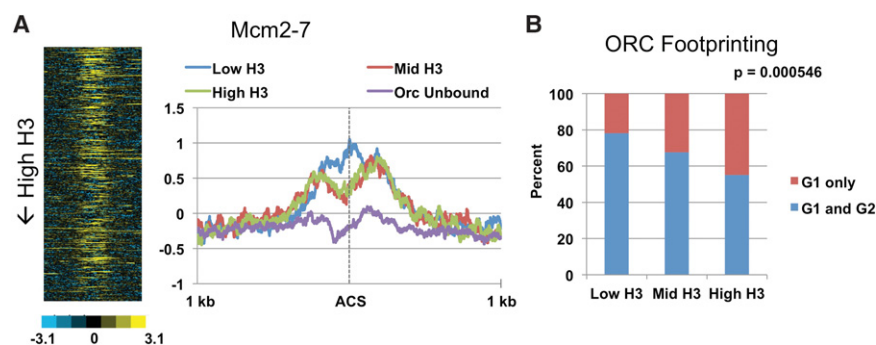 A
Mcm2-7
← High H3
-3.1 0 3.1
Low H3 Mid H3
High H3 Orc Unbound
1.5
1
0.5
0
-0.5
-1
1 kb ACS 1 kb
B
ORC Footprinting
p = 0.000546
Percent
100
80
60
40
20
0
Low H3 Mid H3 High H3
G1 only
G1 and G2